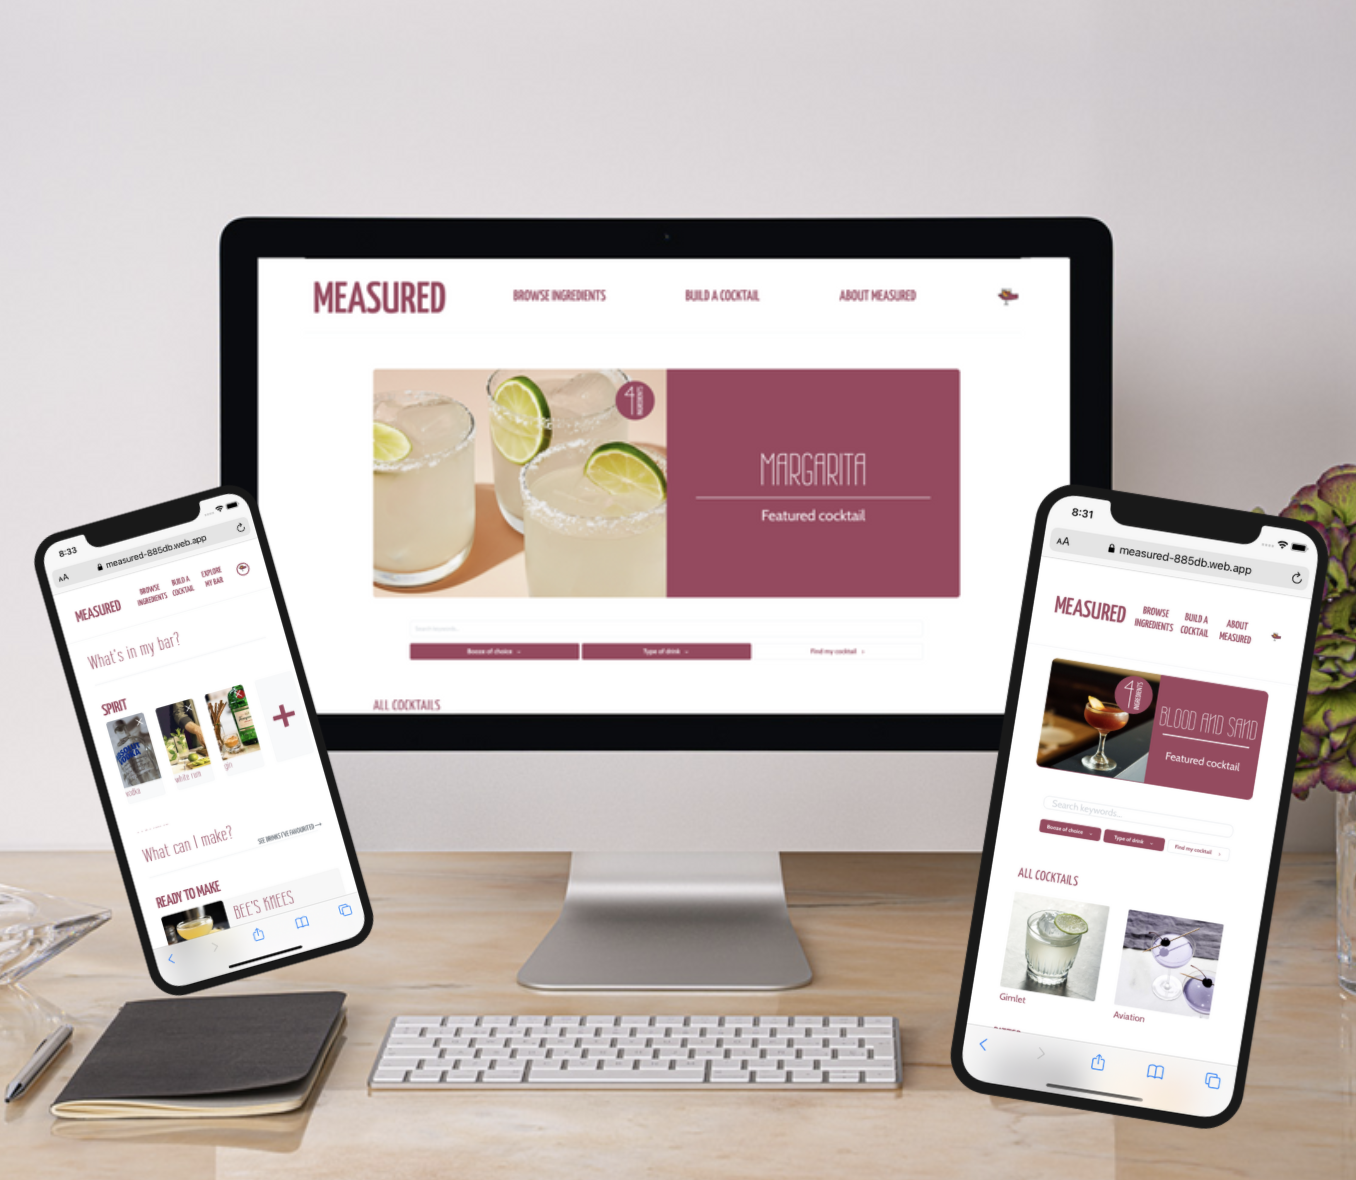 MEASURED
BROWSE INGREDIENTS
BUILD A COCKTAIL
ABOUT MEASURED
4
INGREDIENTS
MARGARITA
Featured cocktail
Search keywords...
Booze of choice
Type of drink
Find my cocktail
ALL COCKTAILS
8:33
AA
measured-885db.web.app
MEASURED
BROWSE
INGREDIENTS
BUILD A
COCKTAIL
EXPLORE
MY BAR
What's in my bar?
SPIRIT
vodka
white rum
gin
+
What can I make?
SEE DRINKS I'VE FAVOURITED→
READY TO MAKE
BEE'S KNEES
8:31
AA
measured-885db.web.app
MEASURED
BROWSE
INGREDIENTS
BUILD A
COCKTAIL
ABOUT
MEASURED
4
INGREDIENTS
BLOOD AND SAND
Featured cocktail
Search keywords...
Booze of choice
Type of drink
Find my cocktail
ALL COCKTAILS
Gimlet
Aviation